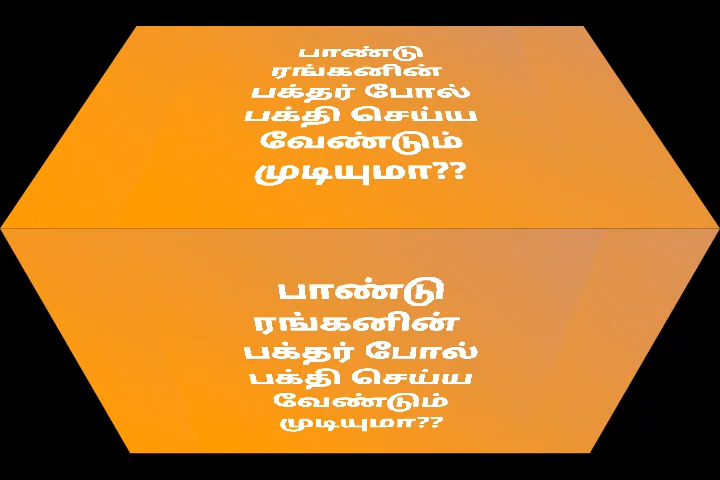 பாண்டு
ரங்கனின்
பக்தர் போல்
பக்தி செய்ய
வேண்டும்
முடியுமா??
பாண்டு
ரங்கனின்
பக்தர் போல்
பக்தி செய்ய
வேண்டும்
முடியுமா??